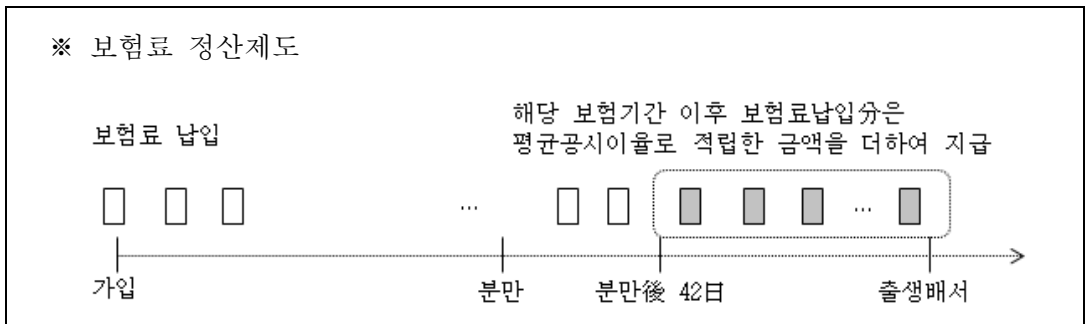 ※ 보험료 정산제도
해당 보험기간 이후 보험료납입分은
보험료 납입
평균공시이율로 적립한 금액을 더하여 지급
...
...
가입
분만
분만後 42日
출생배서